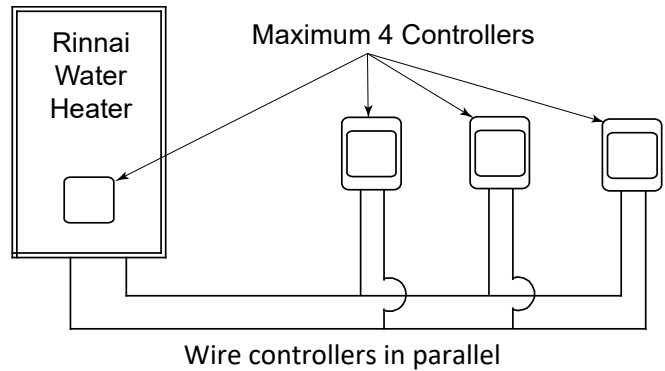 Rinnai
Water
Heater
Maximum 4 Controllers
Wire controllers in parallel